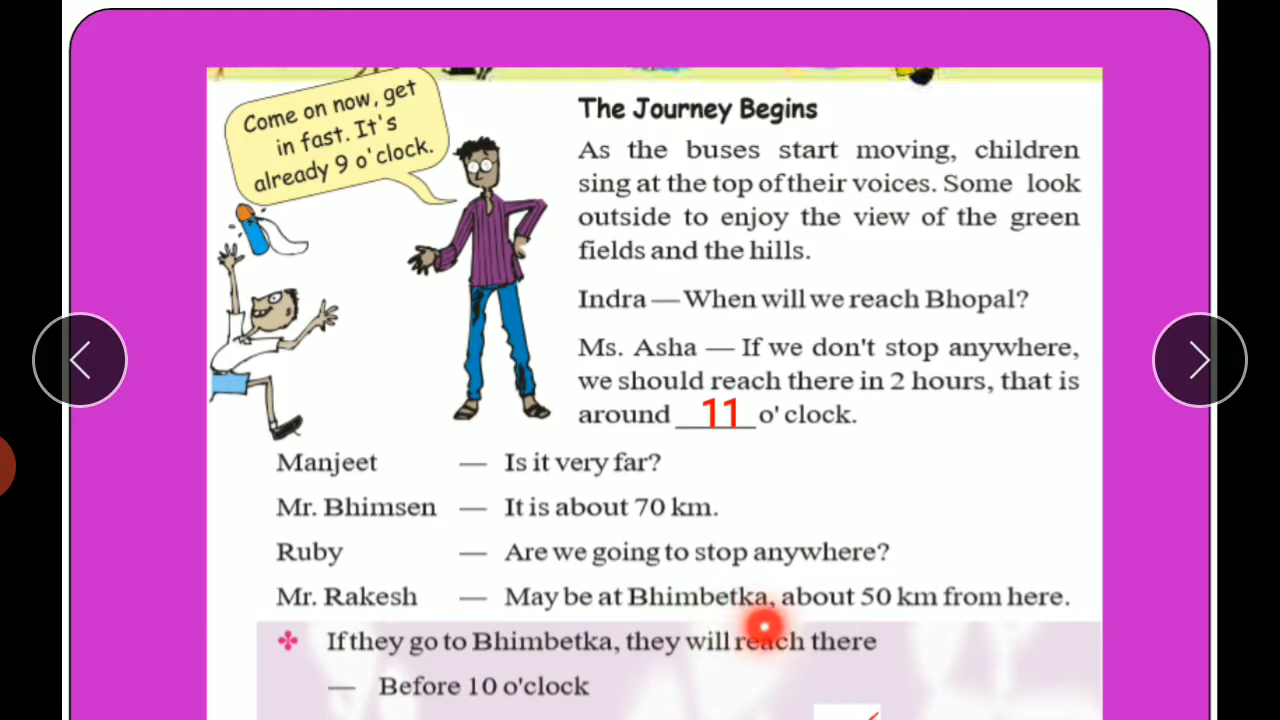 Come on now, get
in fast. It's
already 9 o'clock.
The Journey Begins
As the buses start moving, children
sing at the top of their voices. Some look
outside to enjoy the view of the green
fields and the hills.
Indra — When will we reach Bhopal?
Ms. Asha — If we don't stop anywhere,
we should reach there in 2 hours, that is
around 11 o' clock.
Manjeet — Is it very far?
Mr. Bhimsen — It is about 70 km.
Ruby — Are we going to stop anywhere?
Mr. Rakesh — May be at Bhimbetka, about 50 km from here.
If they go to Bhimbetka, they will reach there
— Before 10 o'clock